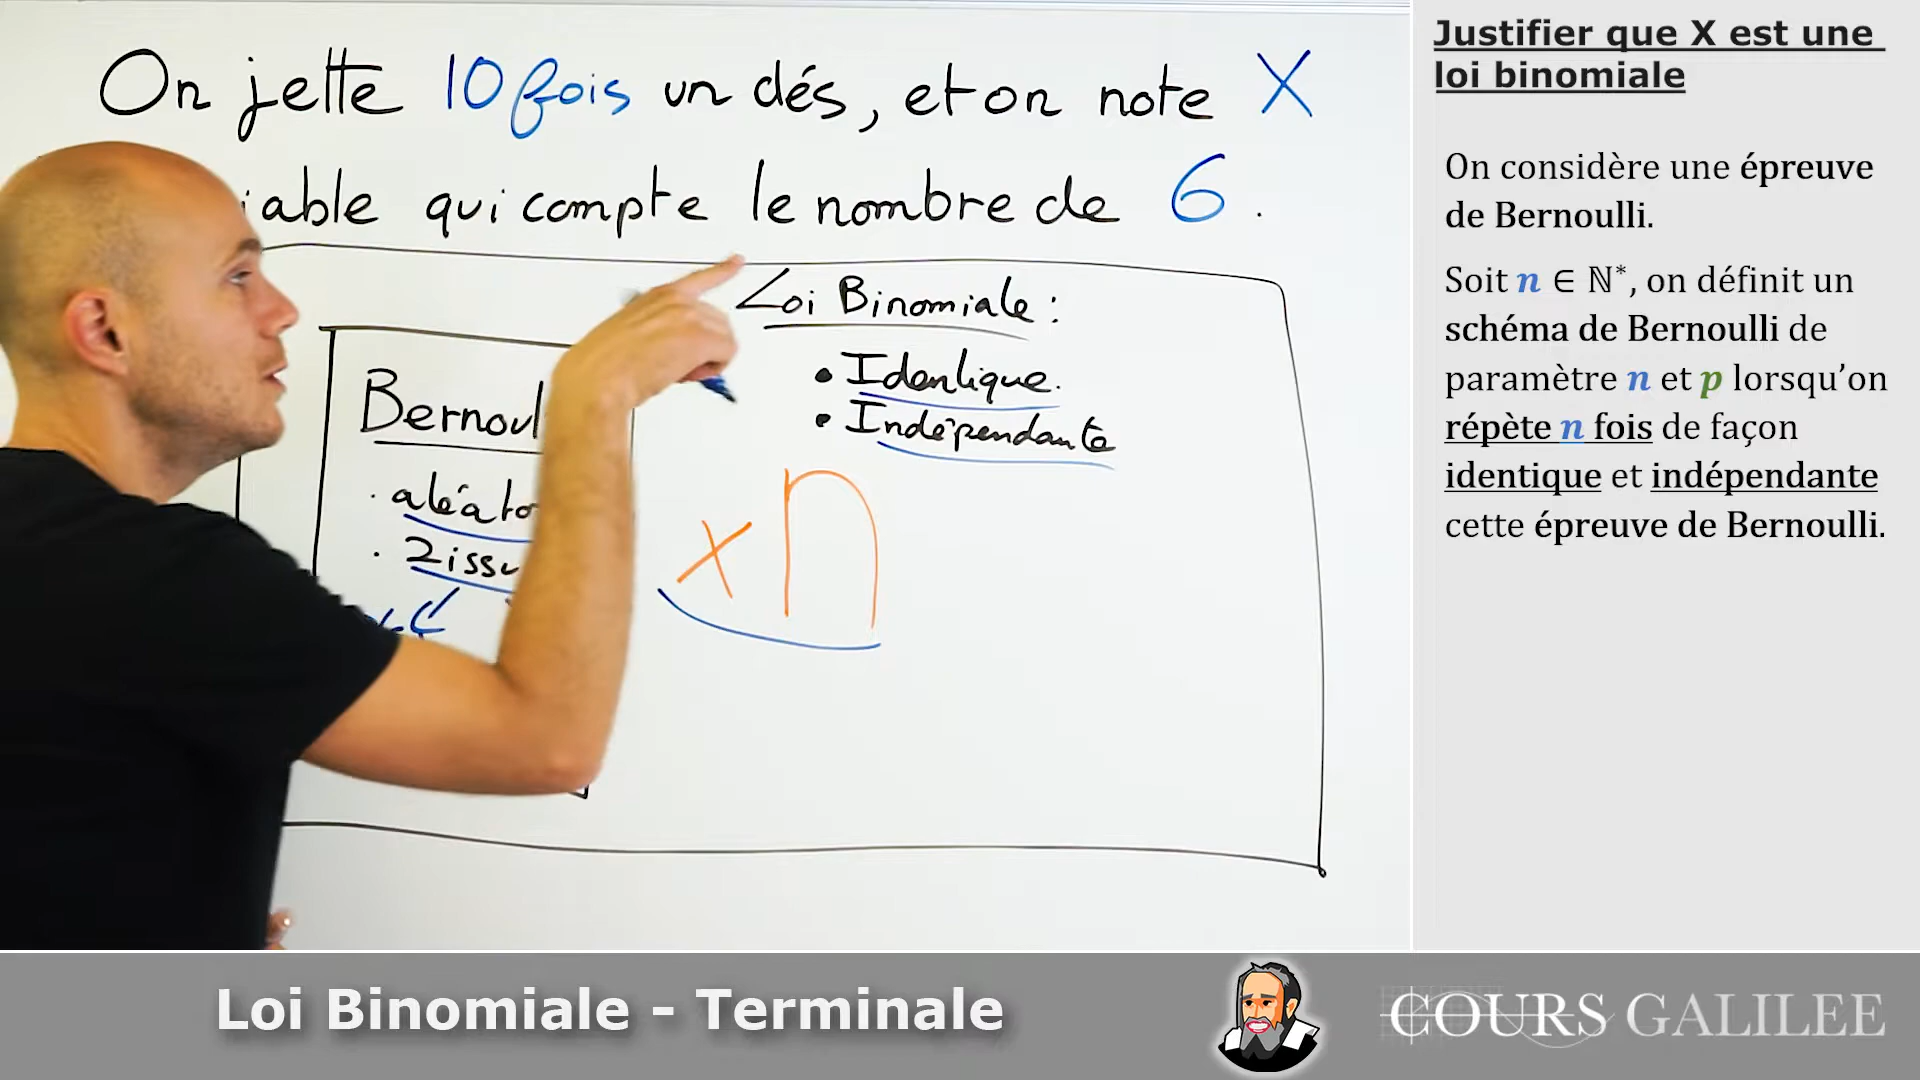 On jette 10 fois un dés, et on note X
iable qui compte le nombre de 6.
Loi Binomiale :
• Identique.
• Indépendante
Bernoul
· aléato
· 2 issu
x n
Justifier que X est une
loi binomiale
On considère une épreuve
de Bernoulli.
Soit n ∈ ℕ*, on définit un
schéma de Bernoulli de
paramètre n et p lorsqu’on
répète n fois de façon
identique et indépendante
cette épreuve de Bernoulli.
Loi Binomiale - Terminale
COURS GALILEE